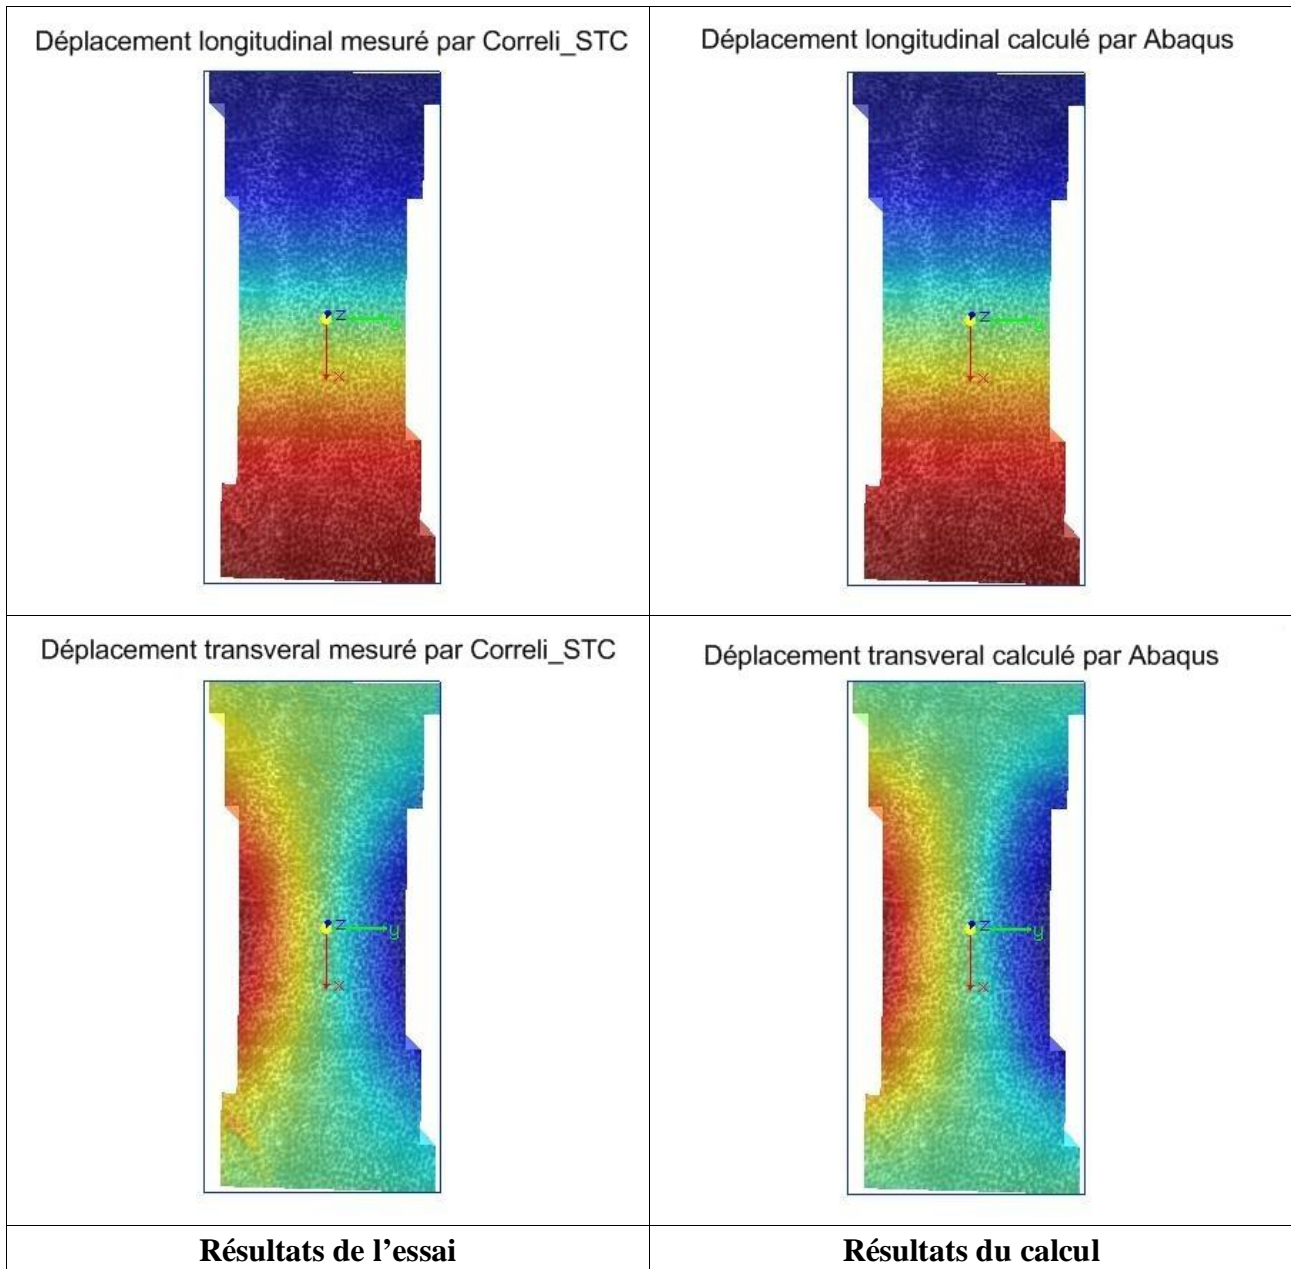 Déplacement longitudinal mesuré par Correli_STC
Déplacement longitudinal calculé par Abaqus
z
y
x
z
y
x
Déplacement transveral mesuré par Correli_STC
Déplacement transveral calculé par Abaqus
z
y
x
z
y
x
Résultats de l'essai
Résultats du calcul